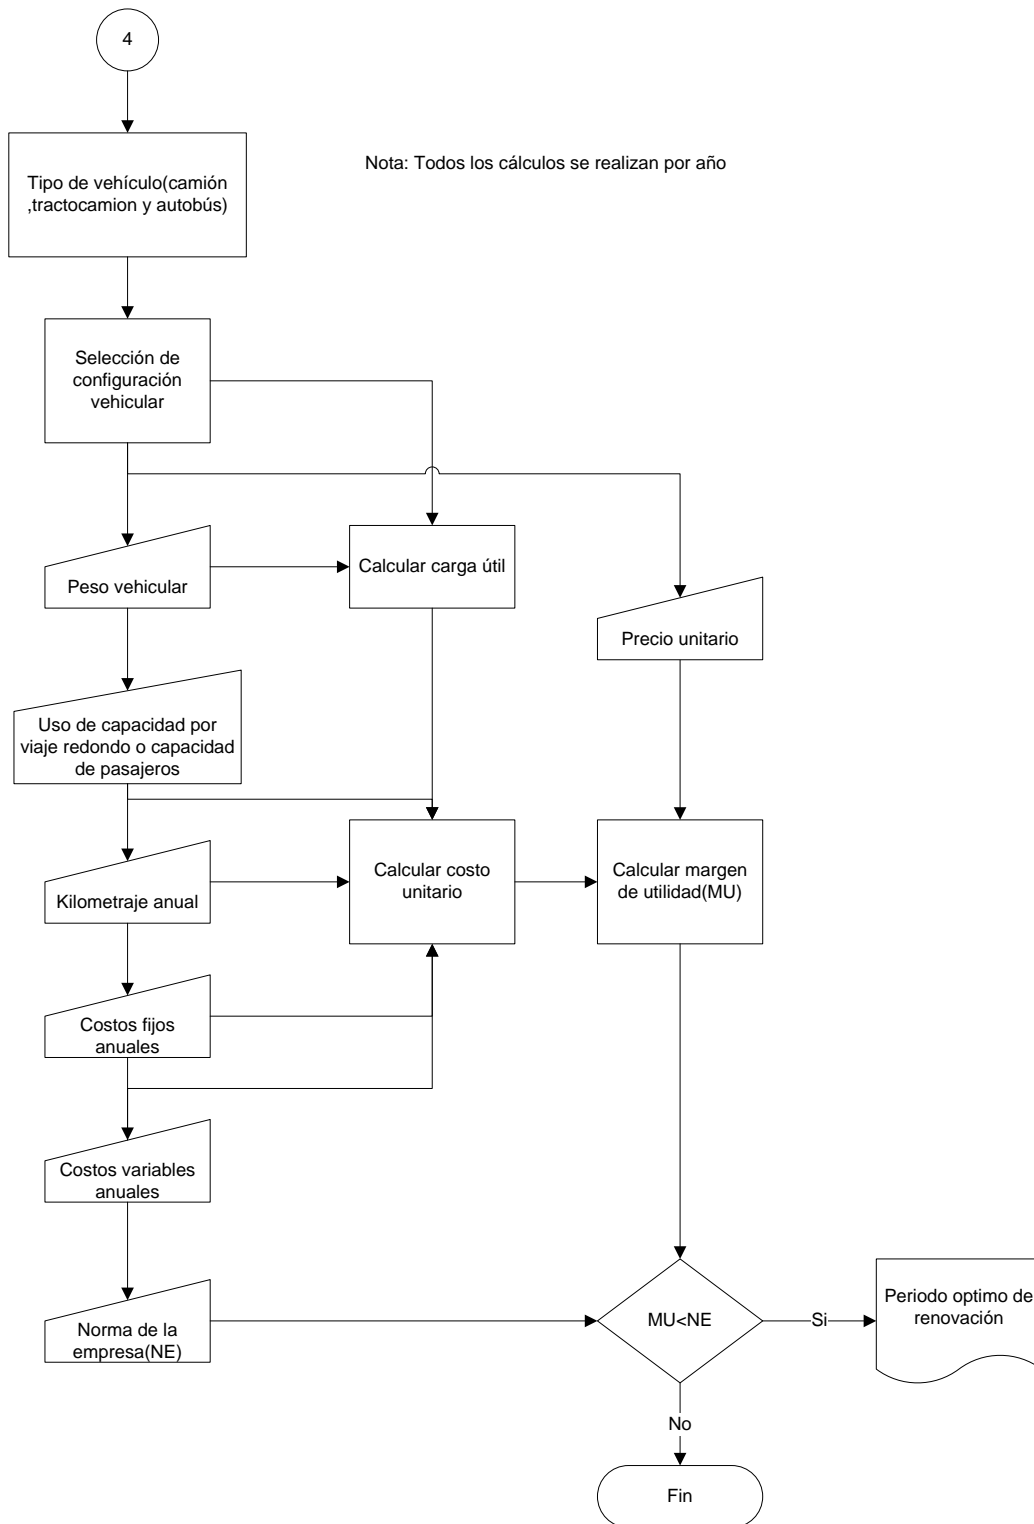 4
Nota: Todos los cálculos se realizan por año
Tipo de vehículo(camión
,tractocamion y autobús)
Selección de
configuración
vehicular
Calcular carga útil
Peso vehicular
Precio unitario
Uso de capacidad por
viaje redondo o capacidad
de pasajeros
Calcular costo
unitario
Calcular margen
de utilidad(MU)
Kilometraje anual
Costos fijos
anuales
Costos variables
anuales
Norma de la
empresa(NE)
MU<NE
Si
Periodo optimo de
renovación
No
Fin